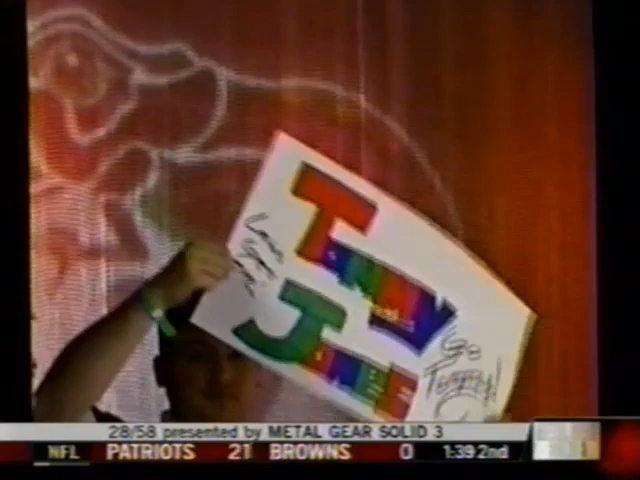 Tommy
June
Go
Tommy!
28/58 presented by METAL GEAR SOLID 3
NFL PATRIOTS 21 BROWNS 0 1:39 2nd